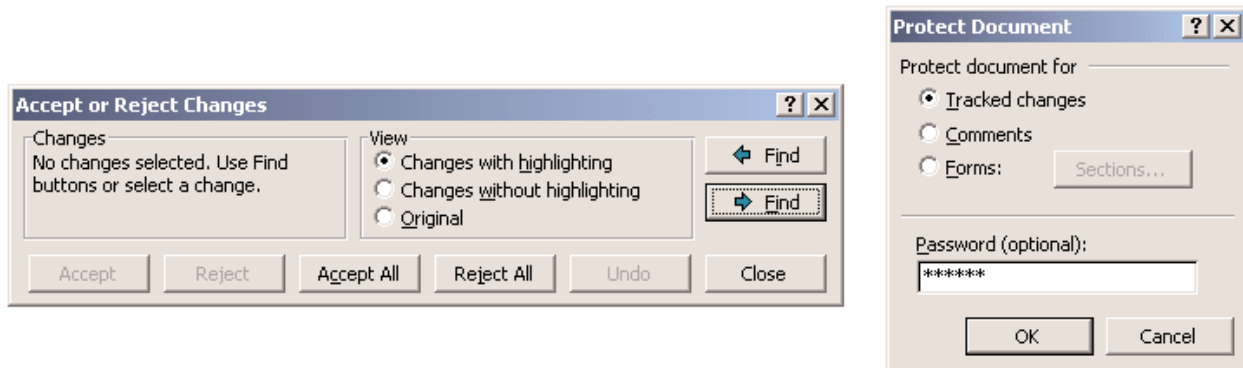 Accept or Reject Changes
Changes
No changes selected. Use Find
buttons or select a change.
View
Changes with highlighting
Changes without highlighting
Original
Find
Find
Accept
Reject
Accept All
Reject All
Undo
Close
Protect Document
Protect document for
Tracked changes
Comments
Forms:
Sections...
Password (optional):
******
OK
Cancel